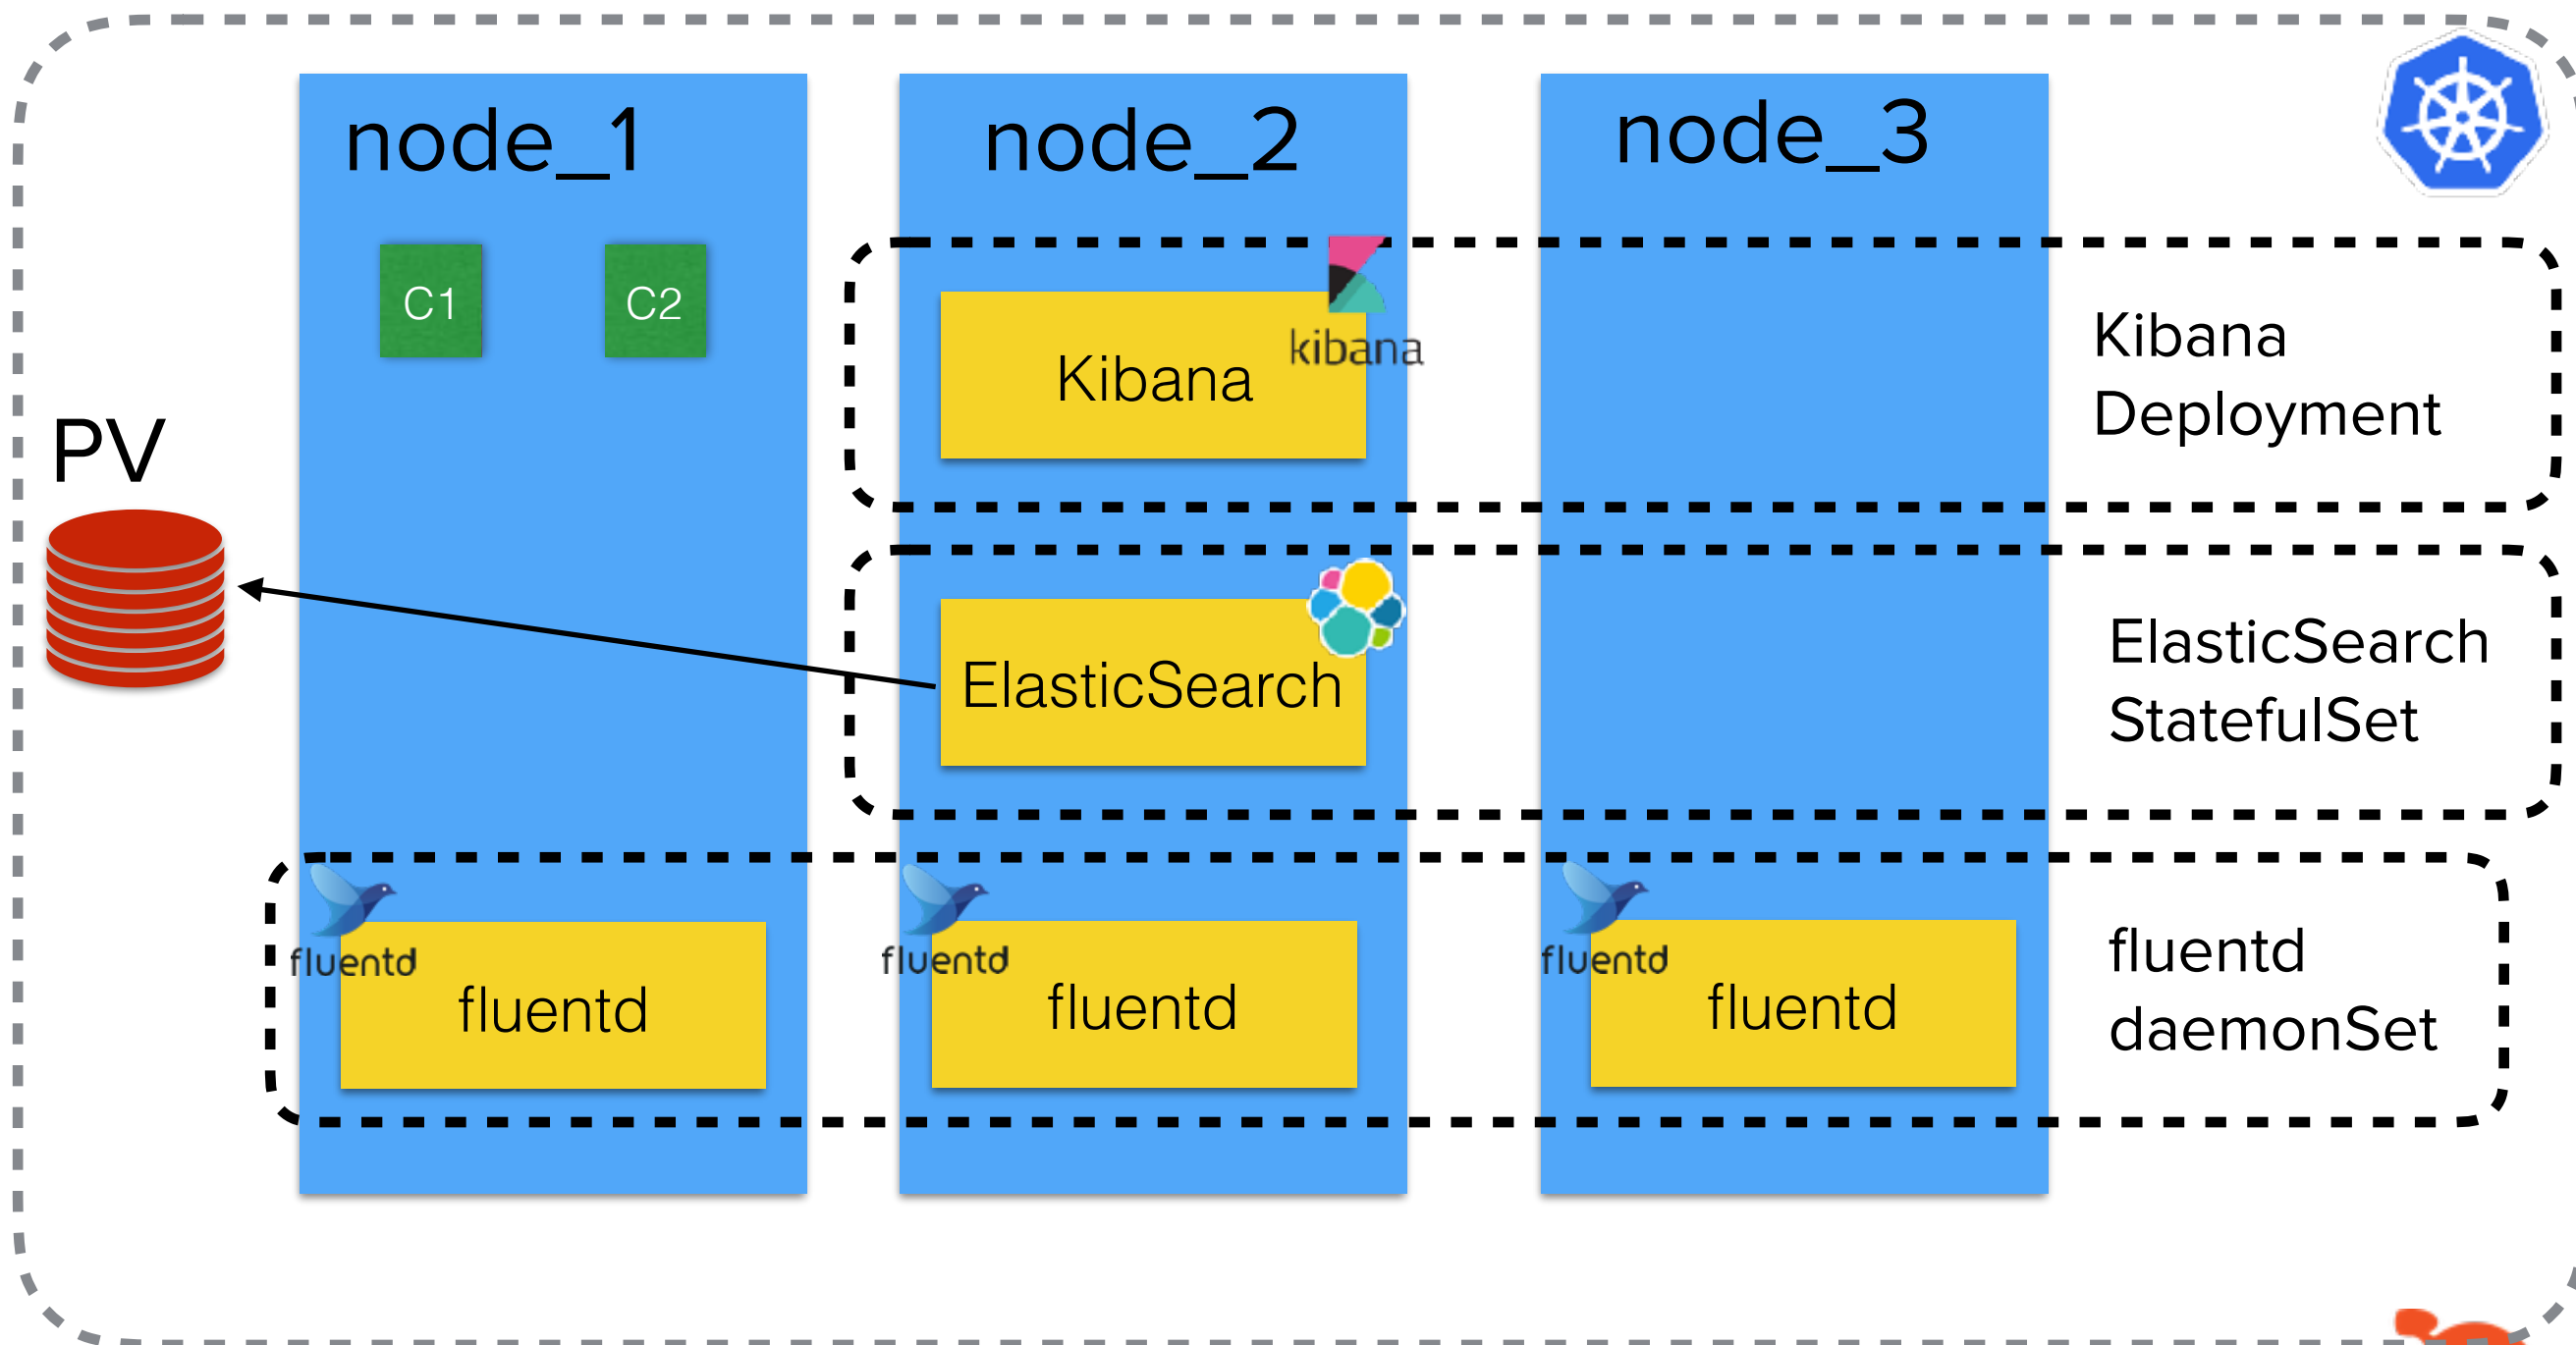 node_1
node_2
node_3
C1
C2
kibana
Kibana
Kibana
Deployment
PV
ElasticSearch
ElasticSearch
StatefulSet
fluentd
fluentd
fluentd
fluentd
fluentd
fluentd
fluentd
daemonSet